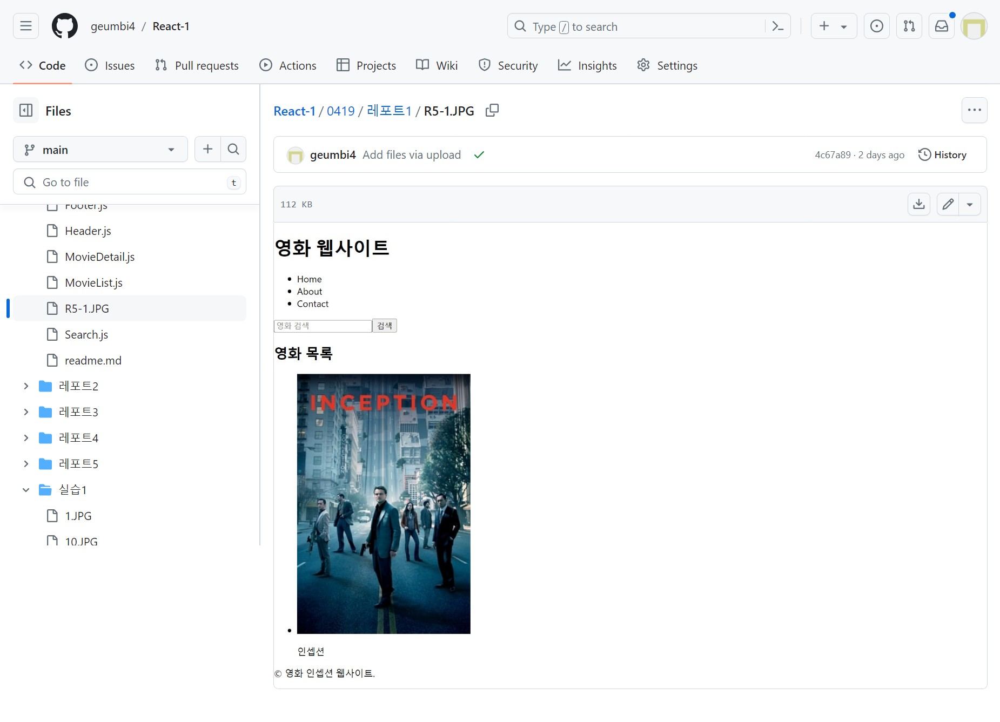 geumbi4 / React-1
Type / to search
Code
Issues
Pull requests
Actions
Projects
Wiki
Security
Insights
Settings
Files
main
Go to file
t
Footer.js
Header.js
MovieDetail.js
MovieList.js
R5-1.JPG
Search.js
readme.md
레포트2
레포트3
레포트4
레포트5
실습1
1.JPG
10.JPG
React-1 / 0419 / 레포트1 / R5-1.JPG
geumbi4 Add files via upload
4c67a89 · 2 days ago
History
112 KB
영화 웹사이트
Home
About
Contact
영화 검색
검색
영화 목록
INCEPTION
인셉션
© 영화 인셉션 웹사이트.